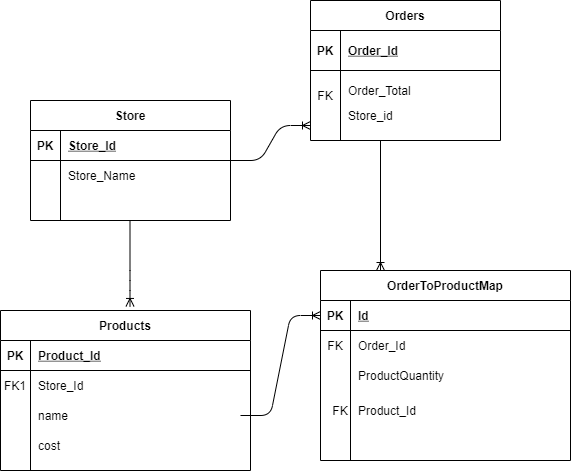 Orders
PK Order_Id
FK Order_Total
Store_id
Store
PK Store_Id
Store_Name
OrderToProductMap
PK Id
FK Order_Id
ProductQuantity
FK Product_Id
Products
PK Product_Id
FK1 Store_Id
name
cost